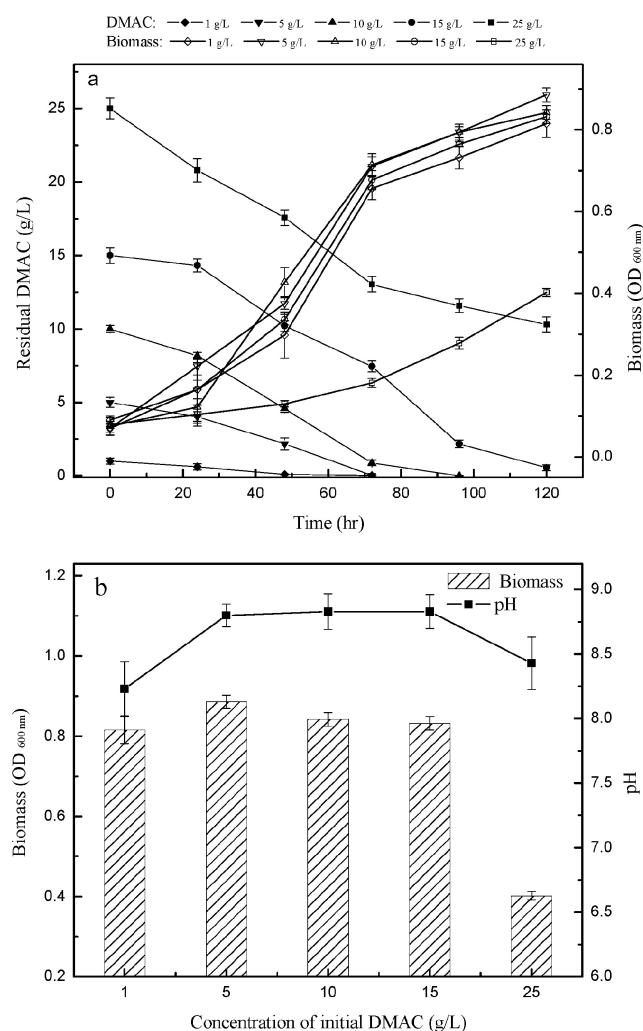 DMAC: 1 g/L 5 g/L 10 g/L 15 g/L 25 g/L
Biomass: 1 g/L 5 g/L 10 g/L 15 g/L 25 g/L
a
25
20
15
10
5
0
Residual DMAC (g/L)
0.8
0.6
0.4
0.2
0.0
Biomass (OD 600 nm)
0 20 40 60 80 100 120
Time (hr)
b
Biomass
pH
1.2
1.0
0.8
0.6
0.4
0.2
Biomass (OD 600 nm)
9.0
8.5
8.0
7.5
7.0
6.5
6.0
pH
1 5 10 15 25
Concentration of initial DMAC (g/L)